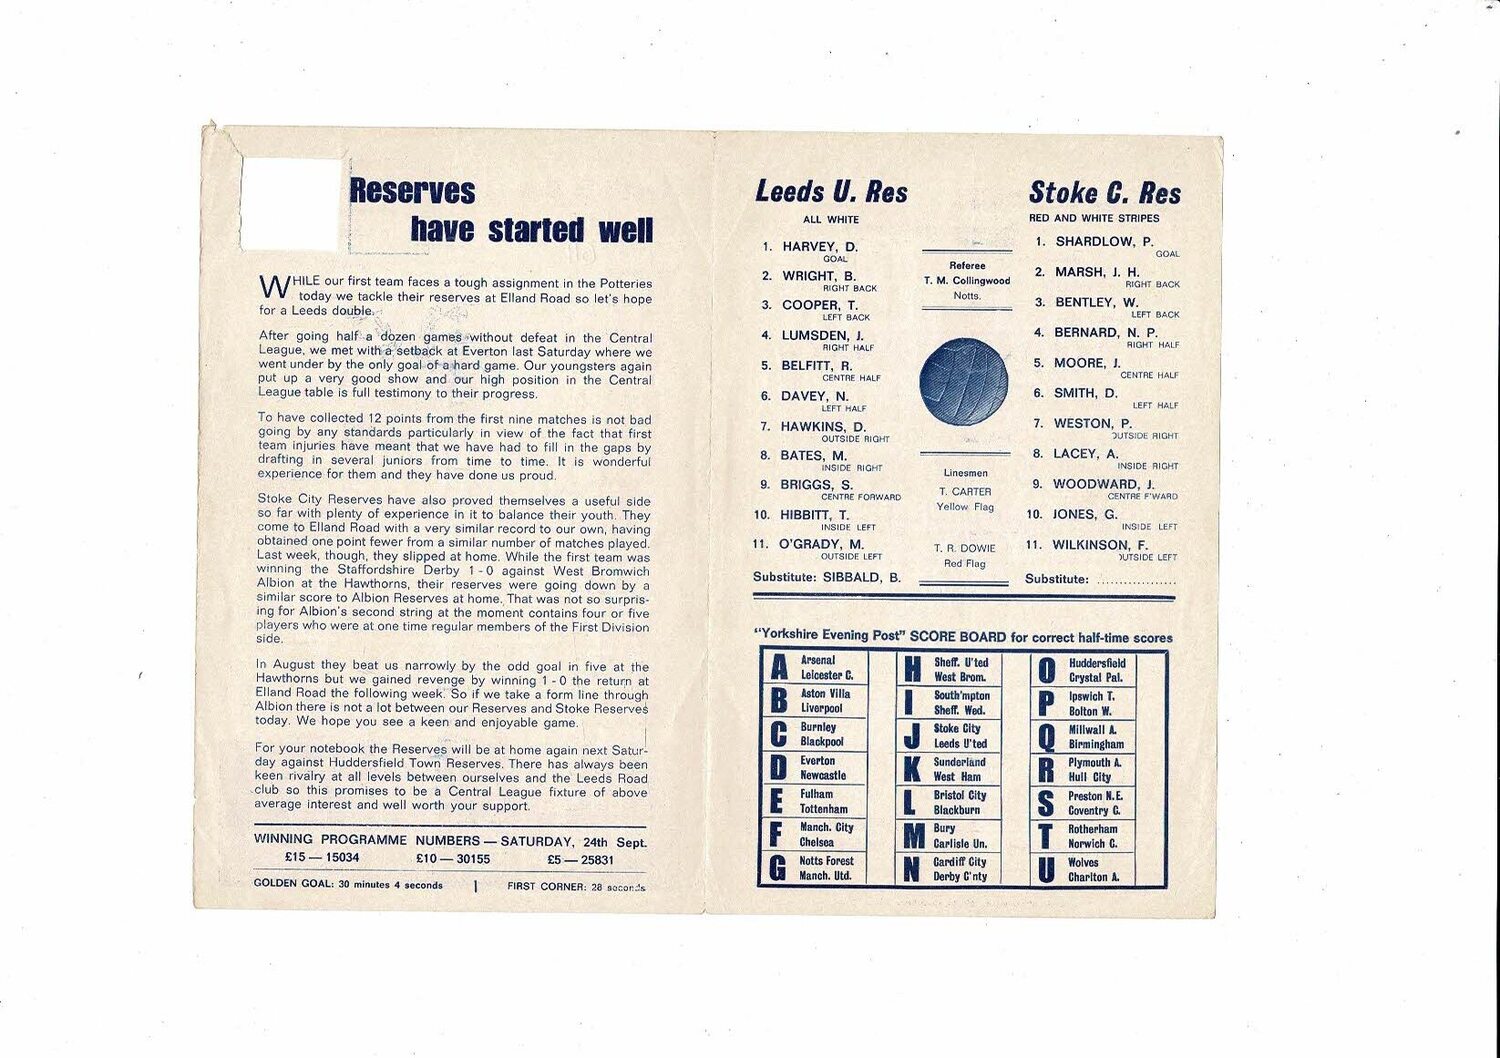 Reserves
have started well
WHILE our first team faces a tough assignment in the Potteries
today we tackle their reserves at Elland Road so let's hope
for a Leeds double.
After going half a dozen games without defeat in the Central
League, we met with a setback at Everton last Saturday where we
went under by the only goal of a hard game. Our youngsters again
put up a very good show and our high position in the Central
League table is full testimony to their progress.
To have collected 12 points from the first nine matches is not bad
going by any standards particularly in view of the fact that first
team injuries have meant that we have had to fill in the gaps by
drafting in several juniors from time to time. It is wonderful
experience for them and they have done us proud.
Stoke City Reserves have also proved themselves a useful side
so far with plenty of experience in it to balance their youth. They
come to Elland Road with a very similar record to our own, having
obtained one point fewer from a similar number of matches played.
Last week, though, they slipped at home. While the first team was
winning the Staffordshire Derby 1-0 against West Bromwich
Albion at the Hawthorns, their reserves were going down by a
similar score to Albion Reserves at home. That was not so surpris-
ing for Albion's second string at the moment contains four or five
players who were at one time regular members of the First Division
side.
In August they beat us narrowly by the odd goal in five at the
Hawthorns but we gained revenge by winning 1-0 the return at
Elland Road the following week. So if we take a form line through
Albion there is not a lot between our Reserves and Stoke Reserves
today. We hope you see a keen and enjoyable game.
For your notebook the Reserves will be at home again next Satur-
day against Huddersfield Town Reserves. There has always been
keen rivalry at all levels between ourselves and the Leeds Road
club so this promises to be a Central League fixture of above
average interest and well worth your support.
WINNING PROGRAMME NUMBERS — SATURDAY, 24th Sept.
£15 — 15034 £10 — 30155 £5 — 25831
GOLDEN GOAL: 30 minutes 4 seconds | FIRST CORNER: 28 seconds
Leeds U. Res
ALL WHITE
1. HARVEY, D.
GOAL
2. WRIGHT, B.
RIGHT BACK
3. COOPER, T.
LEFT BACK
4. LUMSDEN, J.
RIGHT HALF
5. BELFITT, R.
CENTRE HALF
6. DAVEY, N.
LEFT HALF
7. HAWKINS, D.
OUTSIDE RIGHT
8. BATES, M.
INSIDE RIGHT
9. BRIGGS, S.
CENTRE FORWARD
10. HIBBITT, T.
INSIDE LEFT
11. O'GRADY, M.
OUTSIDE LEFT
Substitute: SIBBALD, B.
Referee
T. M. Collingwood
Notts.
Linesmen
T. CARTER
Yellow Flag
T. R. DOWIE
Red Flag
Stoke C. Res
RED AND WHITE STRIPES
1. SHARDLOW, P.
GOAL
2. MARSH, J. H.
RIGHT BACK
3. BENTLEY, W.
LEFT BACK
4. BERNARD, N. P.
RIGHT HALF
5. MOORE, J.
CENTRE HALF
6. SMITH, D.
LEFT HALF
7. WESTON, P.
OUTSIDE RIGHT
8. LACEY, A.
INSIDE RIGHT
9. WOODWARD, J.
CENTRE F'WARD
10. JONES, G.
INSIDE LEFT
11. WILKINSON, F.
OUTSIDE LEFT
Substitute: ..................
"Yorkshire Evening Post" SCORE BOARD for correct half-time scores
A Arsenal
Leicester C.
B Aston Villa
Liverpool
C Burnley
Blackpool
D Everton
Newcastle
E Fulham
Tottenham
F Manch. City
Chelsea
G Notts Forest
Manch. Utd.
H Sheff. U'ted
West Brom.
I South'mpton
Sheff. Wed.
J Stoke City
Leeds U'ted
K Sunderland
West Ham
L Bristol City
Blackburn
M Bury
Carlisle Un.
N Cardiff City
Derby C'nty
O Huddersfield
Crystal Pal.
P Ipswich T.
Bolton W.
Q Millwall A.
Birmingham
R Plymouth A.
Hull City
S Preston N.E.
Coventry C.
T Rotherham
Norwich C.
U Wolves
Charlton A.